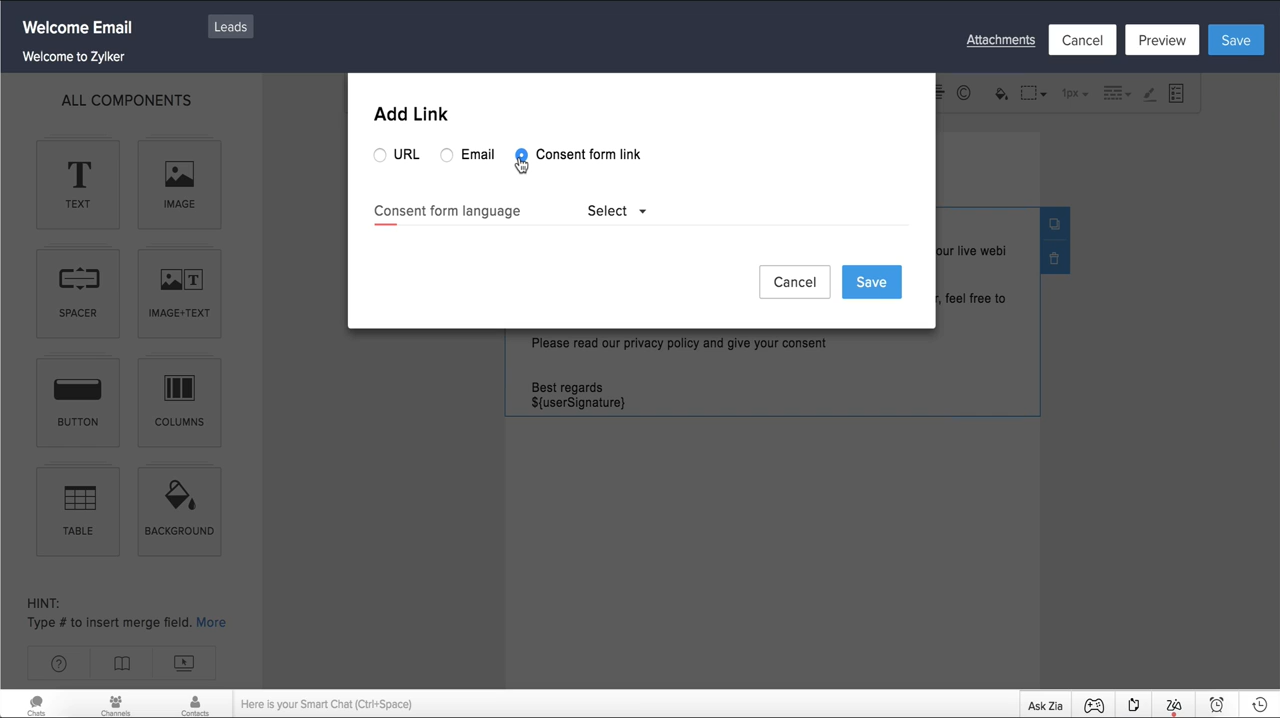 Welcome Email
Leads
Welcome to Zylker
Attachments
Cancel
Preview
Save
ALL COMPONENTS
TEXT
IMAGE
SPACER
IMAGE+TEXT
BUTTON
COLUMNS
TABLE
BACKGROUND
HINT:
Type # to insert merge field. More
1px
Add Link
URL
Email
Consent form link
Consent form language
Select
Cancel
Save
our live webi
, feel free to
Please read our privacy policy and give your consent
Best regards
${userSignature}
Chats
Channels
Contacts
Here is your Smart Chat (Ctrl+Space)
Ask Zia